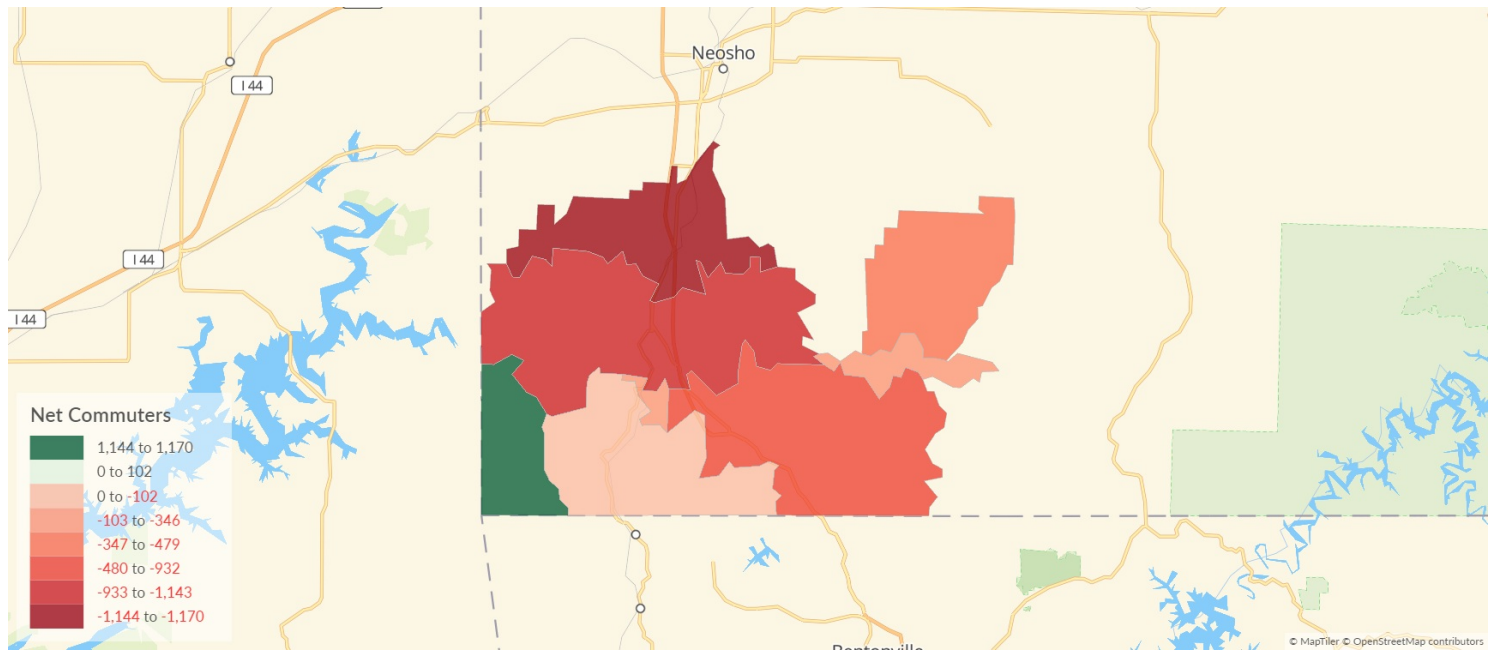 Neosho
I 44
I 44
I 44
Net Commuters
1,144 to 1,170
0 to 102
0 to -102
-103 to -346
-347 to -479
-480 to -932
-933 to -1,143
-1,144 to -1,170
© MapTiler © OpenStreetMap contributors
Bentonville